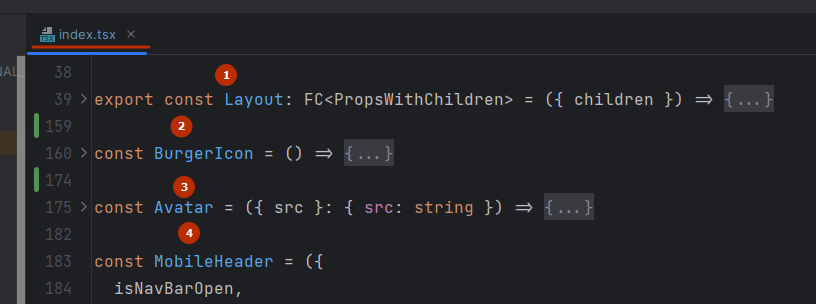 TSX index.tsx ×
NAL_
38
1
39 > export const Layout: FC<PropsWithChildren> = ({ children }) => {...}
159
2
160 > const BurgerIcon = () => {...}
174
3
175 > const Avatar = ({ src }: { src: string }) => {...}
182
4
183 const MobileHeader = ({
184 isNavBarOpen,